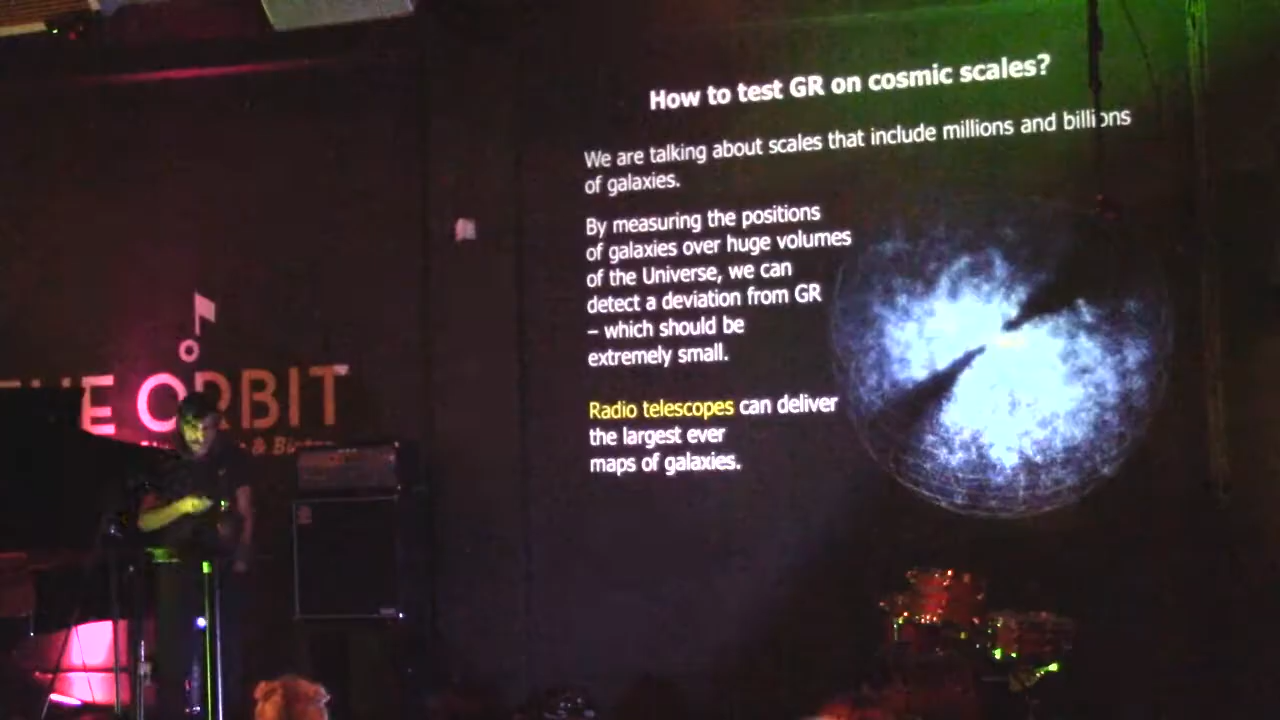 How to test GR on cosmic scales?
We are talking about scales that include millions and billions
of galaxies.
By measuring the positions
of galaxies over huge volumes
of the Universe, we can
detect a deviation from GR
– which should be
extremely small.
Radio telescopes can deliver
the largest ever
maps of galaxies.
THE ORBIT
&